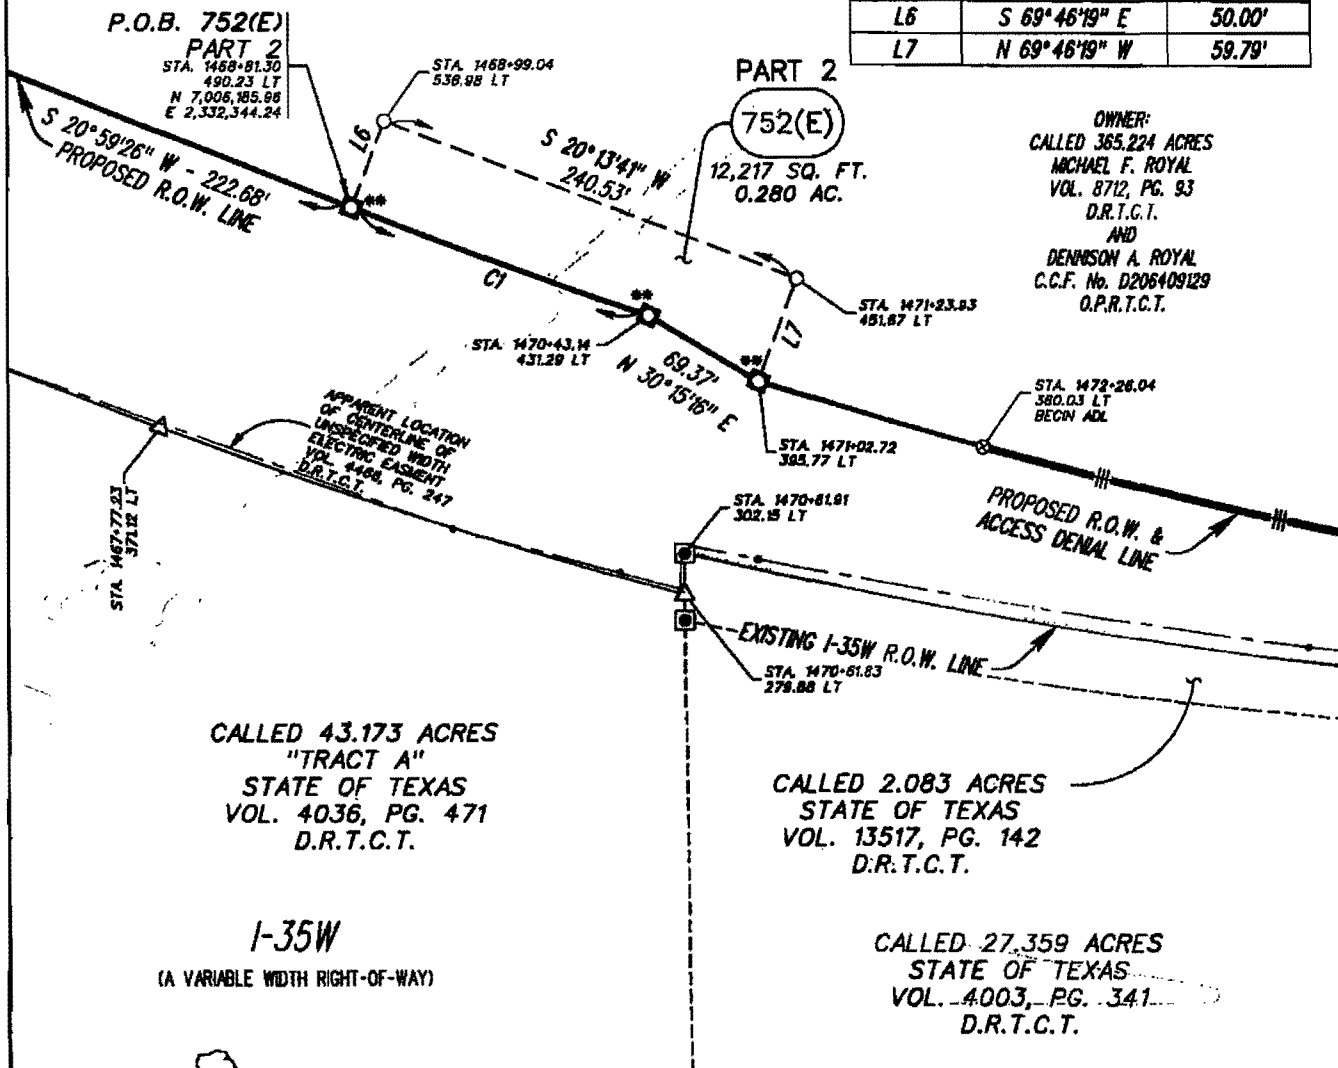 L6 S 69°46'19" E 50.00'
L7 N 69°46'19" W 59.79'
P.O.B. 752(E)
PART 2
STA. 1468+81.30
490.23 LT
N 7,006,185.96
E 2,332,344.24
STA. 1468+99.04
536.98 LT
PART 2
752(E)
12,217 SQ. FT.
0.280 AC.
OWNER:
CALLED 365.224 ACRES
MICHAEL F. ROYAL
VOL. 8712, PG. 93
D.R.T.C.T.
AND
DENNISON A. ROYAL
C.C.F. No. D206409129
O.P.R.T.C.T.
S 20°59'26" W - 222.68'
PROPOSED R.O.W. LINE
L6
**
S 20°13'41" W
240.53'
C1
**
STA. 1470+43.14
431.29 LT
69.37'
N 30°15'16" E
L7
**
STA. 1471+23.93
451.67 LT
STA. 1472+26.04
380.03 LT
BEGIN ADL
STA. 1471+02.72
395.77 LT
APPARENT LOCATION
OF CENTERLINE OF
UNSPECIFIED WIDTH
ELECTRIC EASMENT
VOL. 4466, PG. 247
D.R.T.C.T.
STA. 1467+77.23
371.12 LT
STA. 1470+61.91
302.15 LT
PROPOSED R.O.W. &
ACCESS DENIAL LINE
EXISTING I-35W R.O.W. LINE
STA. 1470+61.63
279.88 LT
CALLED 43.173 ACRES
"TRACT A"
STATE OF TEXAS
VOL. 4036, PG. 471
D.R.T.C.T.
CALLED 2.083 ACRES
STATE OF TEXAS
VOL. 13517, PG. 142
D.R.T.C.T.
I-35W
(A VARIABLE WIDTH RIGHT-OF-WAY)
CALLED 27.359 ACRES
STATE OF TEXAS
VOL. 4003, PG. 341
D.R.T.C.T.